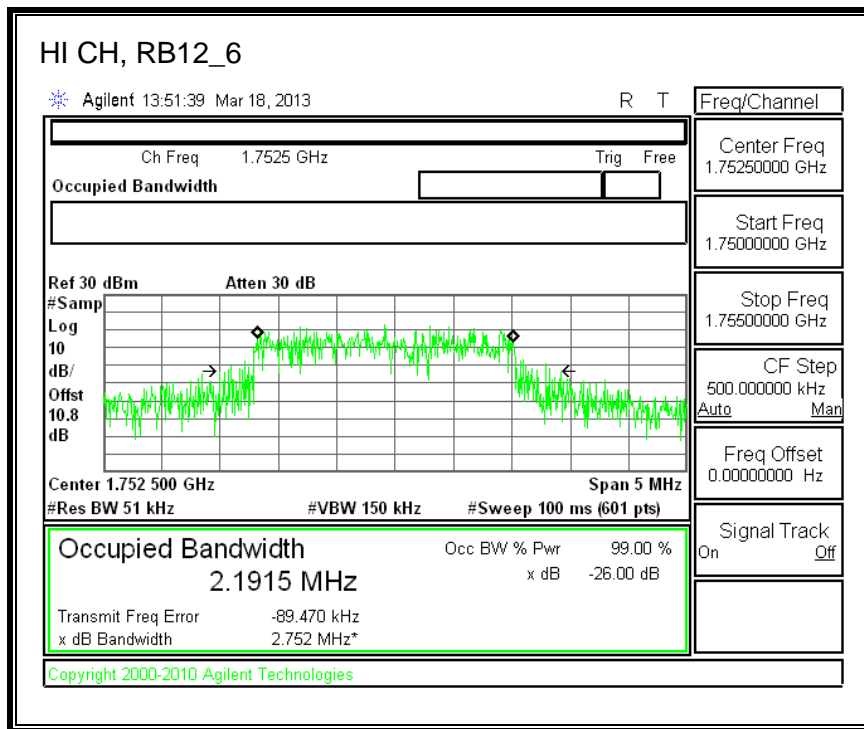 HI CH, RB12_6
Agilent 13:51:39 Mar 18, 2013 R T
Freq/Channel
Ch Freq 1.7525 GHz Trig Free
Occupied Bandwidth
Center Freq
1.75250000 GHz
Start Freq
1.75000000 GHz
Stop Freq
1.75500000 GHz
CF Step
500.000000 kHz
Auto Man
Freq Offset
0.00000000 Hz
Signal Track
On Off
Ref 30 dBm Atten 30 dB
#Samp
Log
10
dB/
Offst
10.8
dB
Center 1.752 500 GHz Span 5 MHz
#Res BW 51 kHz #VBW 150 kHz #Sweep 100 ms (601 pts)
Occupied Bandwidth Occ BW % Pwr 99.00 %
2.1915 MHz x dB -26.00 dB
Transmit Freq Error -89.470 kHz
x dB Bandwidth 2.752 MHz*
Copyright 2000-2010 Agilent Technologies